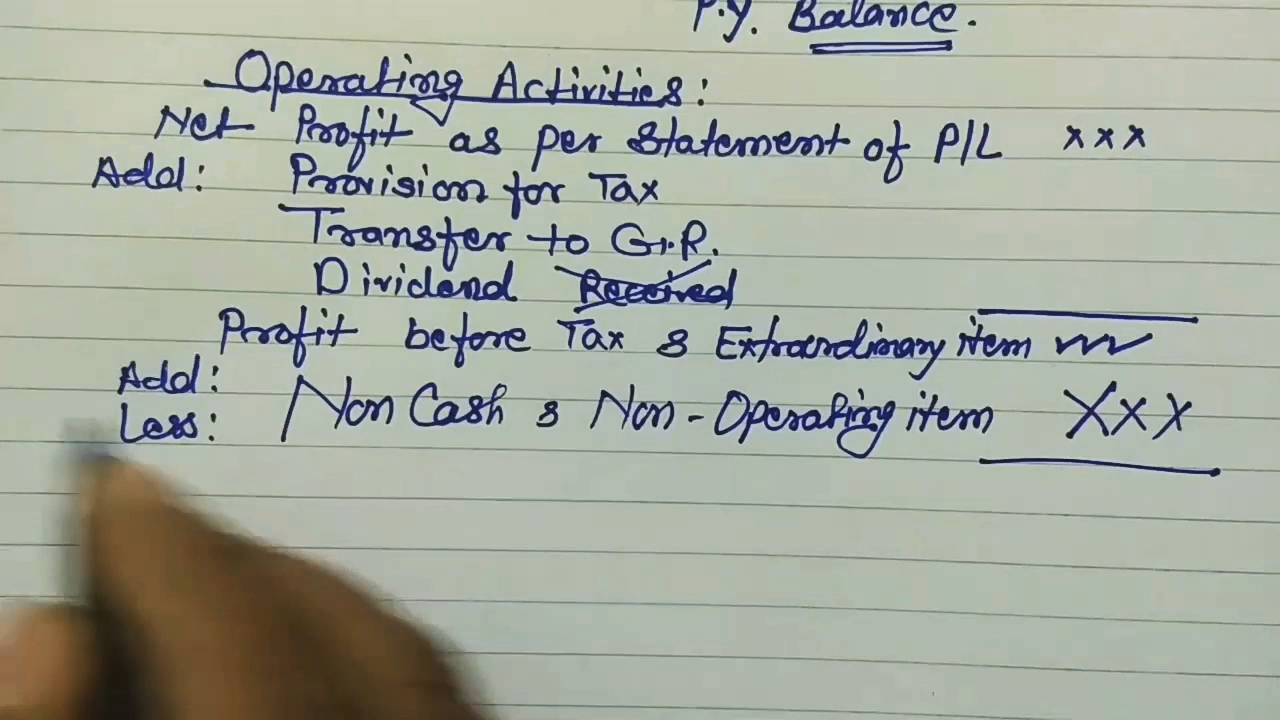 P.Y. Balance.
Operating Activities:
Net Profit as per Statement of P/L xxx
Add: Provision for Tax
Transfer to G.R.
Dividend Received
Profit before Tax & Extraordinary item
Add:
Less: Non Cash & Non-Operating item XXX